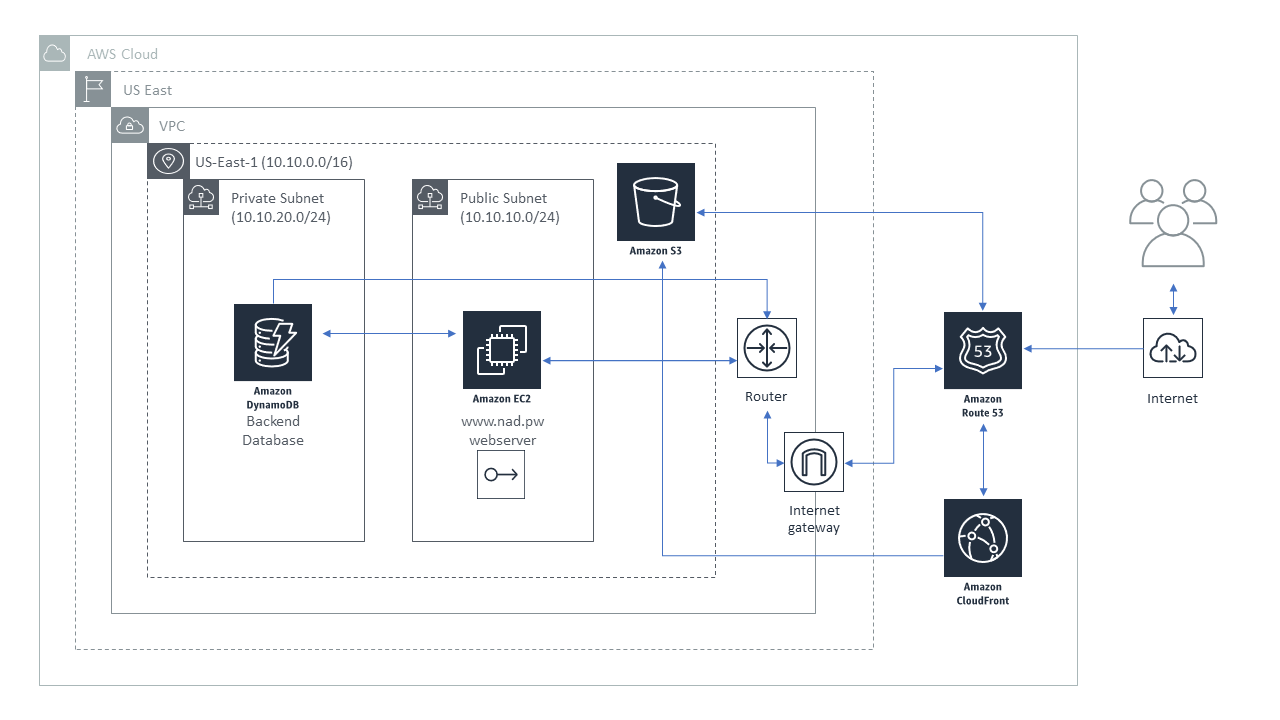 AWS Cloud
US East
VPC
US-East-1 (10.10.0.0/16)
Private Subnet
(10.10.20.0/24)
Public Subnet
(10.10.10.0/24)
Amazon S3
Amazon
DynamoDB
Backend
Database
Amazon EC2
www.nad.pw
webserver
Router
Internet
gateway
53
Amazon
Route 53
Amazon
CloudFront
Internet